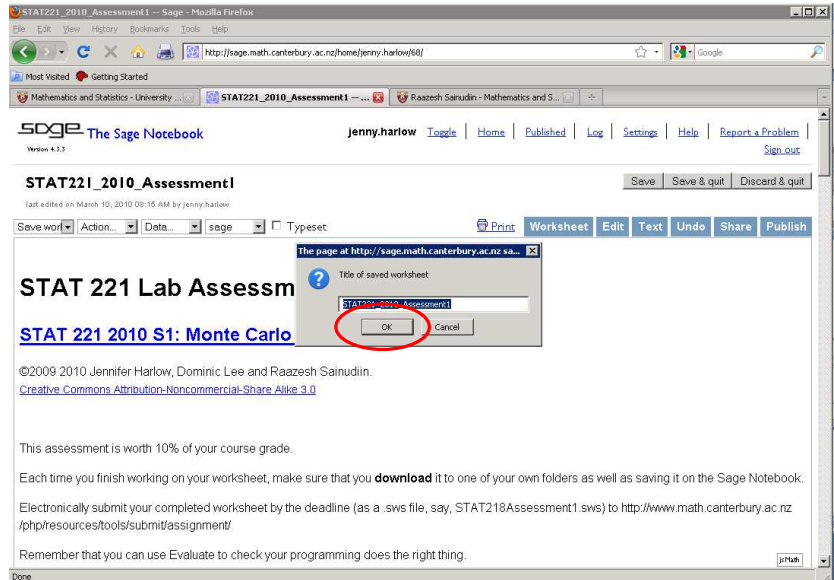 STAT221_2010_Assessment1 -- Sage - Mozilla Firefox
File Edit View History Bookmarks Tools Help
http://sage.math.canterbury.ac.nz/home/jenny.harlow/68/
Google
Most Visited Getting Started
Mathematics and Statistics - University ... STAT221_2010_Assessment1 -- ... Raazesh Sainudiin - Mathematics and S...
sage The Sage Notebook
Version 4.3.3
jenny.harlow Toggle | Home | Published | Log | Settings | Help | Report a Problem |
Sign out
STAT221_2010_Assessment1
Save Save & quit Discard & quit
last edited on March 10, 2010 08:16 AM by jenny.harlow
Save worl Action... Data... sage Typeset Print Worksheet Edit Text Undo Share Publish
The page at http://sage.math.canterbury.ac.nz sa...
Title of saved worksheet
STAT221_2010_Assessment1
OK Cancel
STAT 221 Lab Assessm
STAT 221 2010 S1: Monte Carlo
©2009 2010 Jennifer Harlow, Dominic Lee and Raazesh Sainudiin.
Creative Commons Attribution-Noncommercial-Share Alike 3.0
This assessment is worth 10% of your course grade.
Each time you finish working on your worksheet, make sure that you download it to one of your own folders as well as saving it on the Sage Notebook.
Electronically submit your completed worksheet by the deadline (as a .sws file, say, STAT218Assessment1.sws) to http://www.math.canterbury.ac.nz
/php/resources/tools/submit/assignment/
Remember that you can use Evaluate to check your programming does the right thing.
jsMath
Done